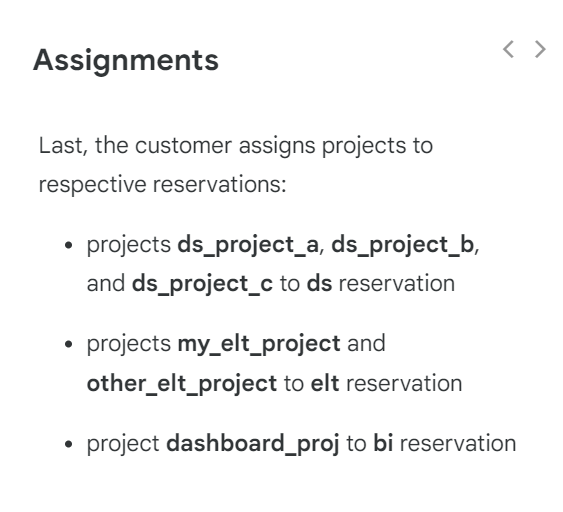 Assignments
Last, the customer assigns projects to
respective reservations:
• projects ds_project_a, ds_project_b,
and ds_project_c to ds reservation
• projects my_elt_project and
other_elt_project to elt reservation
• project dashboard_proj to bi reservation